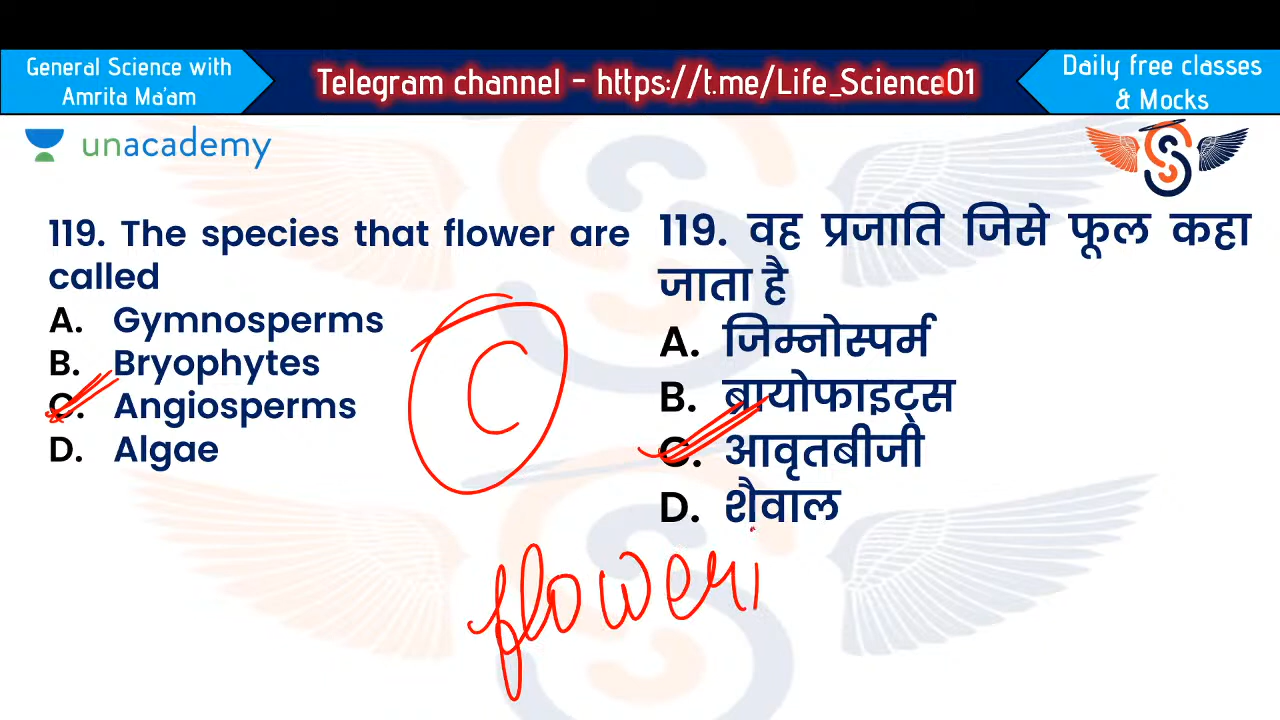 General Science with
Amrita Ma'am
Telegram channel - https://t.me/Life_Science01
Daily free classes
& Mocks
unacademy
119. The species that flower are
called
A. Gymnosperms
B. Bryophytes
C. Angiosperms
D. Algae
C
119. वह प्रजाति जिसे फूल कहा
जाता है
A. जिम्नोस्पर्म
B. ब्रायोफाइट्स
C. आवृतबीजी
D. शैवाल
floweri